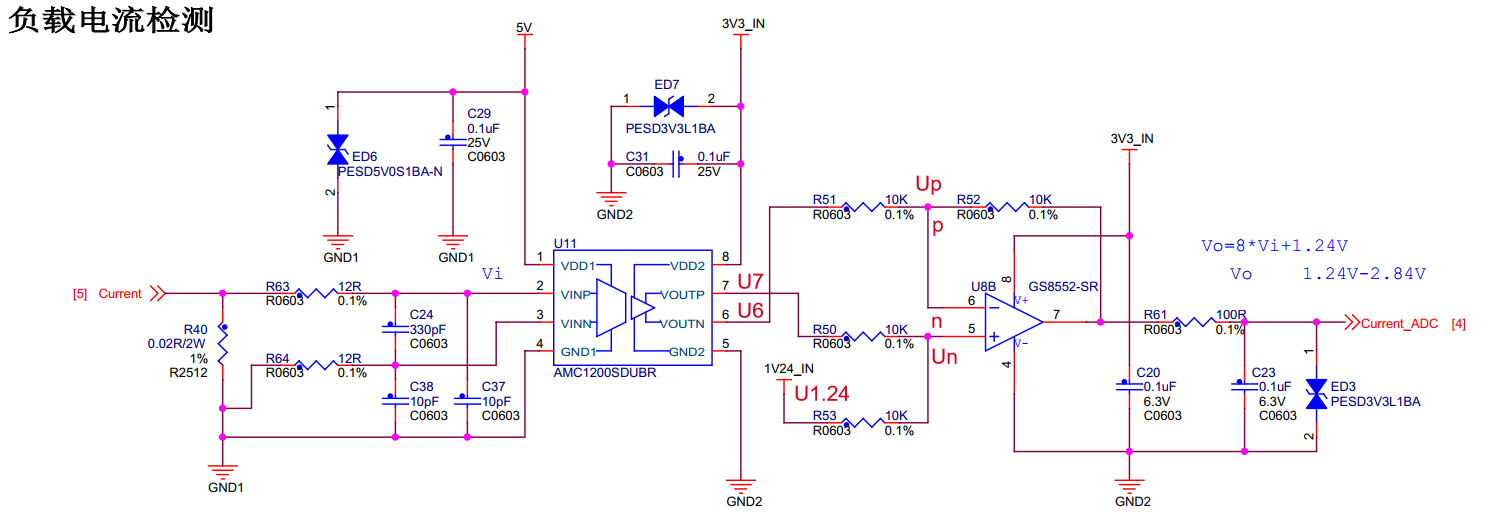 负载电流检测
5V
3V3_IN
ED7
1
2
PESD3V3L1BA
C29
0.1uF
25V
C0603
1
ED6
PESD5V0S1BA-N
2
C31
C0603
0.1uF
25V
GND2
GND1
GND1
3V3_IN
R51
R0603
10K
0.1%
Up
p
R52
R0603
10K
0.1%
Vo=8*Vi+1.24V
Vo 1.24V-2.84V
U11
Vi
1
VDD1
VDD2
8
[5] Current
R63
R0603
12R
0.1%
2
VINP
VOUTP
7
U7
U6
3
VINN
VOUTN
6
4
GND1
GND2
5
AMC1200SDUBR
R40
0.02R/2W
1%
R2512
C24
330pF
C0603
R64
R0603
12R
0.1%
C38
10pF
C0603
C37
10pF
C0603
GND1
GND2
R50
R0603
10K
0.1%
n
Un
1V24_IN
U1.24
R53
R0603
10K
0.1%
U8B
GS8552-SR
8
V+
6
5
7
V-
4
R61
R0603
100R
0.1%
Current_ADC [4]
C20
0.1uF
6.3V
C0603
C23
0.1uF
6.3V
C0603
1
ED3
PESD3V3L1BA
2
GND2